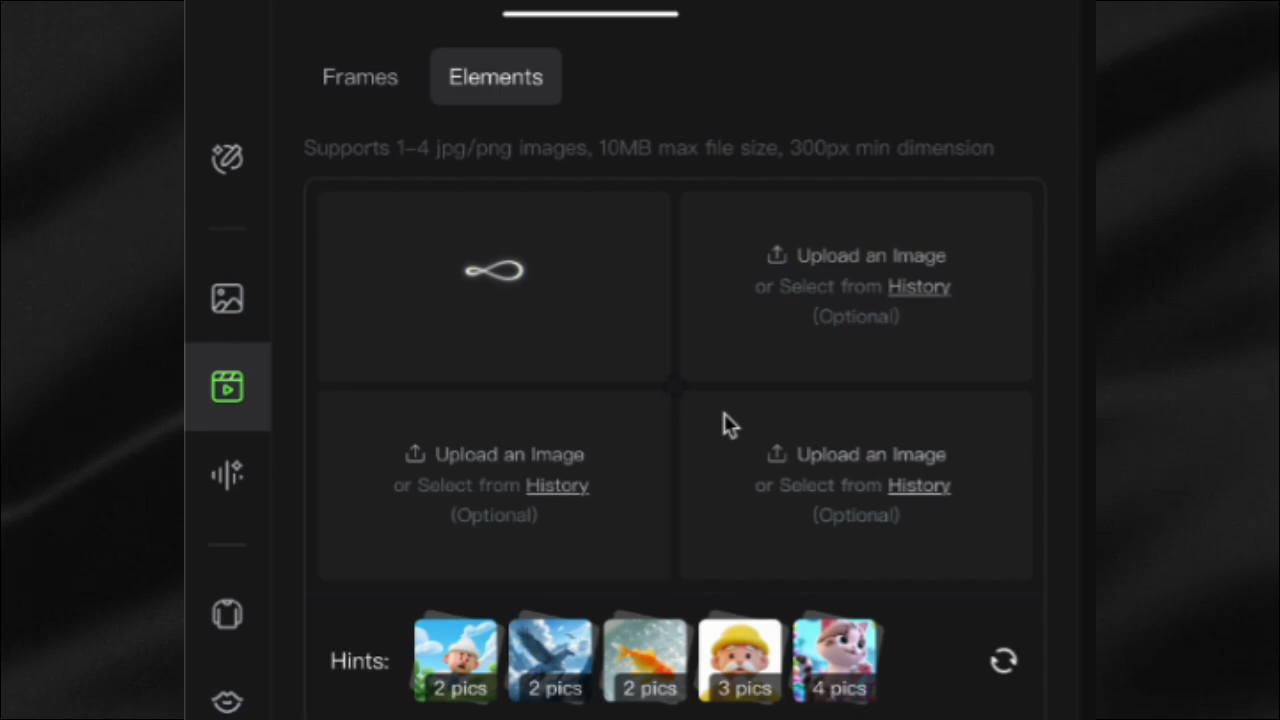 Frames
Elements
Supports 1-4 jpg/png images, 10MB max file size, 300px min dimension
Upload an Image
or Select from History
(Optional)
Upload an Image
or Select from History
(Optional)
Upload an Image
or Select from History
(Optional)
Hints:
2 pics
2 pics
2 pics
3 pics
4 pics